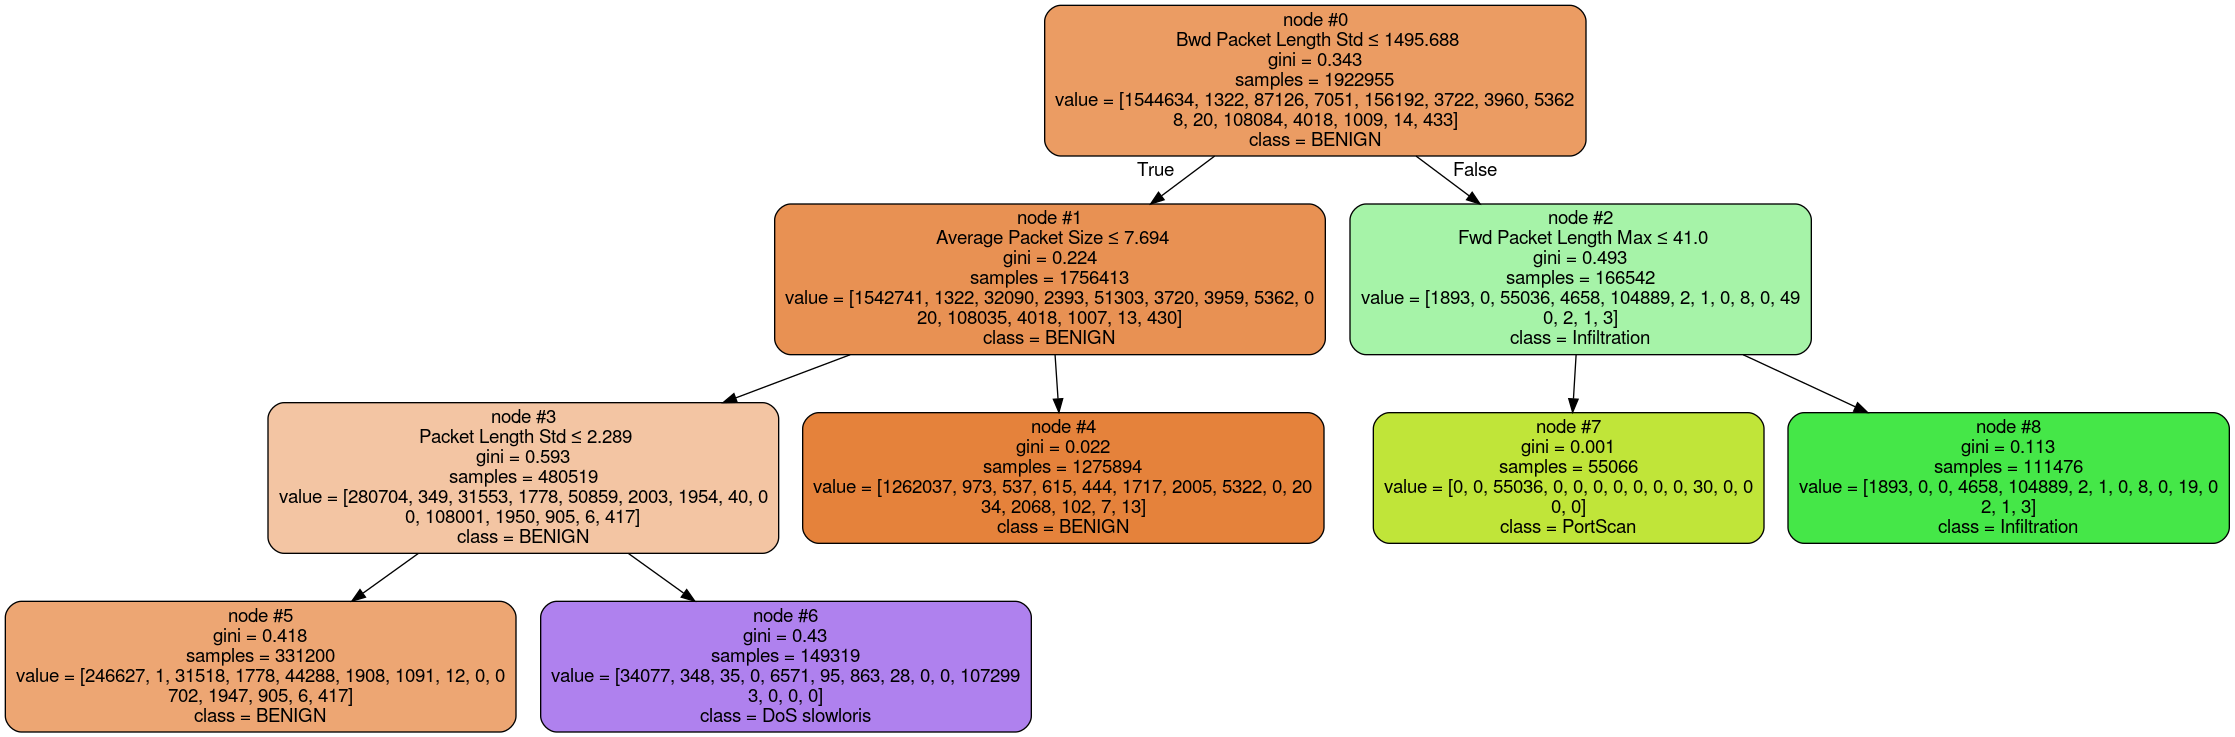 node #0
Bwd Packet Length Std ≤ 1495.688
gini = 0.343
samples = 1922955
value = [1544634, 1322, 87126, 7051, 156192, 3722, 3960, 5362
8, 20, 108084, 4018, 1009, 14, 433]
class = BENIGN
True
False
node #1
Average Packet Size ≤ 7.694
gini = 0.224
samples = 1756413
value = [1542741, 1322, 32090, 2393, 51303, 3720, 3959, 5362, 0
20, 108035, 4018, 1007, 13, 430]
class = BENIGN
node #2
Fwd Packet Length Max ≤ 41.0
gini = 0.493
samples = 166542
value = [1893, 0, 55036, 4658, 104889, 2, 1, 0, 8, 0, 49
0, 2, 1, 3]
class = Infiltration
node #3
Packet Length Std ≤ 2.289
gini = 0.593
samples = 480519
value = [280704, 349, 31553, 1778, 50859, 2003, 1954, 40, 0
0, 108001, 1950, 905, 6, 417]
class = BENIGN
node #4
gini = 0.022
samples = 1275894
value = [1262037, 973, 537, 615, 444, 1717, 2005, 5322, 0, 20
34, 2068, 102, 7, 13]
class = BENIGN
node #7
gini = 0.001
samples = 55066
value = [0, 0, 55036, 0, 0, 0, 0, 0, 0, 0, 30, 0, 0
0, 0]
class = PortScan
node #8
gini = 0.113
samples = 111476
value = [1893, 0, 0, 4658, 104889, 2, 1, 0, 8, 0, 19, 0
2, 1, 3]
class = Infiltration
node #5
gini = 0.418
samples = 331200
value = [246627, 1, 31518, 1778, 44288, 1908, 1091, 12, 0, 0
702, 1947, 905, 6, 417]
class = BENIGN
node #6
gini = 0.43
samples = 149319
value = [34077, 348, 35, 0, 6571, 95, 863, 28, 0, 0, 107299
3, 0, 0, 0]
class = DoS slowloris